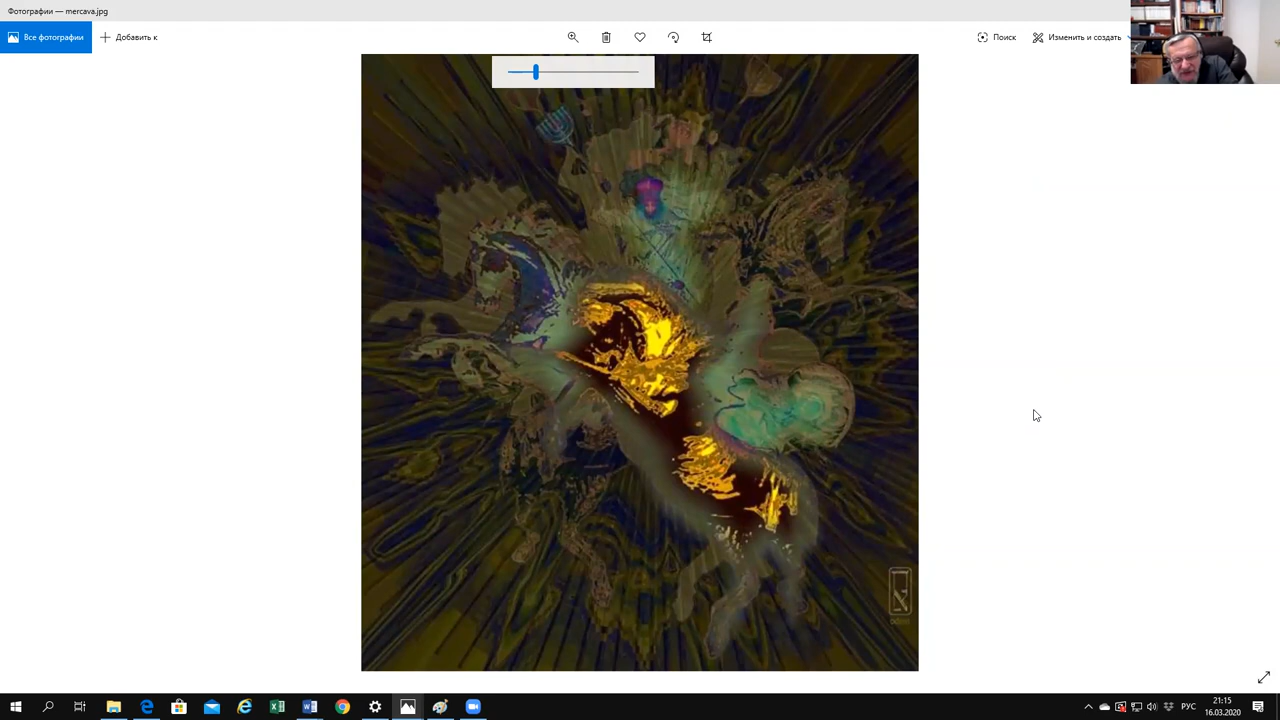 Фотографии — mercava.jpg
Все фотографии
Добавить к
Поиск
Изменить и создать
РУС
21:15
16.03.2020